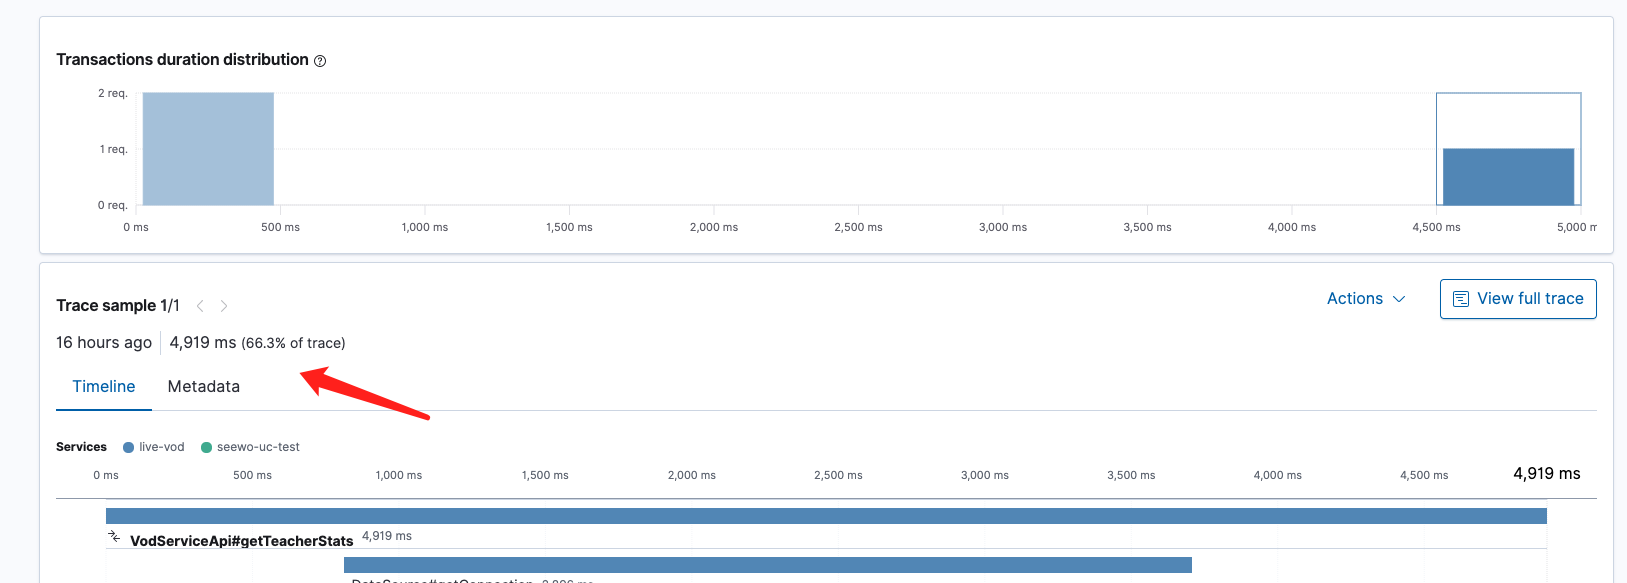 Transactions duration distribution
2 req.
1 req.
0 req.
0 ms 500 ms 1,000 ms 1,500 ms 2,000 ms 2,500 ms 3,000 ms 3,500 ms 4,000 ms 4,500 ms 5,000 m
Trace sample 1/1
Actions
View full trace
16 hours ago 4,919 ms (66.3% of trace)
Timeline Metadata
Services live-vod seewo-uc-test
0 ms 500 ms 1,000 ms 1,500 ms 2,000 ms 2,500 ms 3,000 ms 3,500 ms 4,000 ms 4,500 ms 4,919 ms
VodServiceApi#getTeacherStats 4,919 ms
DataSource#getConnection